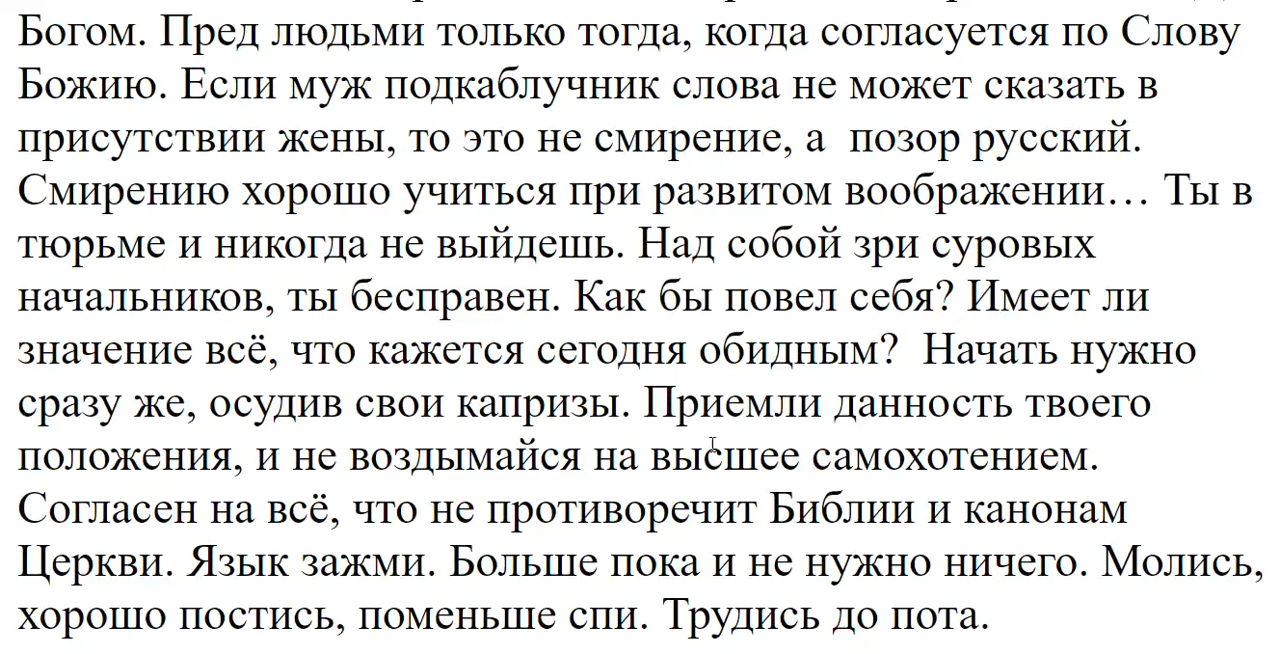 Богом. Пред людьми только тогда, когда согласуется по Слову
Божию. Если муж подкаблучник слова не может сказать в
присутствии жены, то это не смирение, а  позор русский.
Смирению хорошо учиться при развитом воображении… Ты в
тюрьме и никогда не выйдешь. Над собой зри суровых
начальников, ты бесправен. Как бы повел себя? Имеет ли
значение всё, что кажется сегодня обидным?  Начать нужно
сразу же, осудив свои капризы. Приемли данность твоего
положения, и не воздымайся на высшее самохотением.
Согласен на всё, что не противоречит Библии и канонам
Церкви. Язык зажми. Больше пока и не нужно ничего. Молись,
хорошо постись, поменьше спи. Трудись до пота.